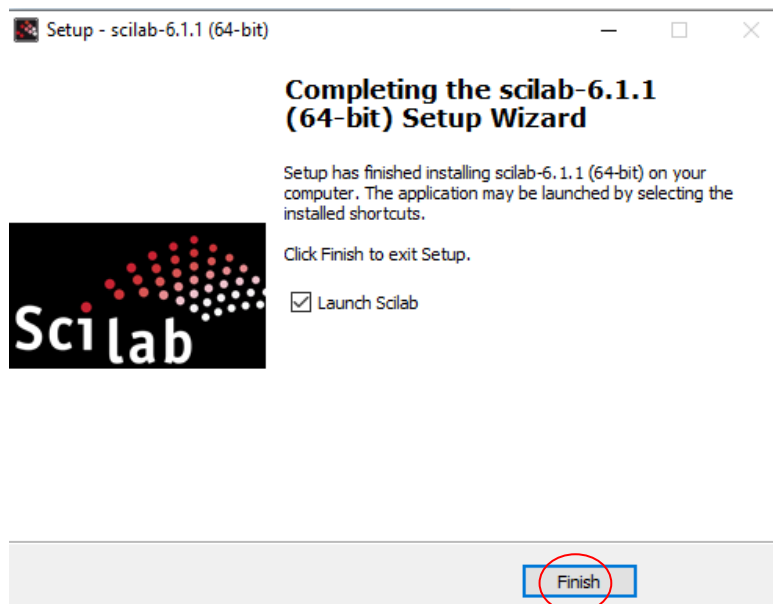 Setup - scilab-6.1.1 (64-bit)
Completing the scilab-6.1.1
(64-bit) Setup Wizard
Setup has finished installing scilab-6.1.1 (64-bit) on your
computer. The application may be launched by selecting the
installed shortcuts.
Click Finish to exit Setup.
Launch Scilab
Scilab
Finish